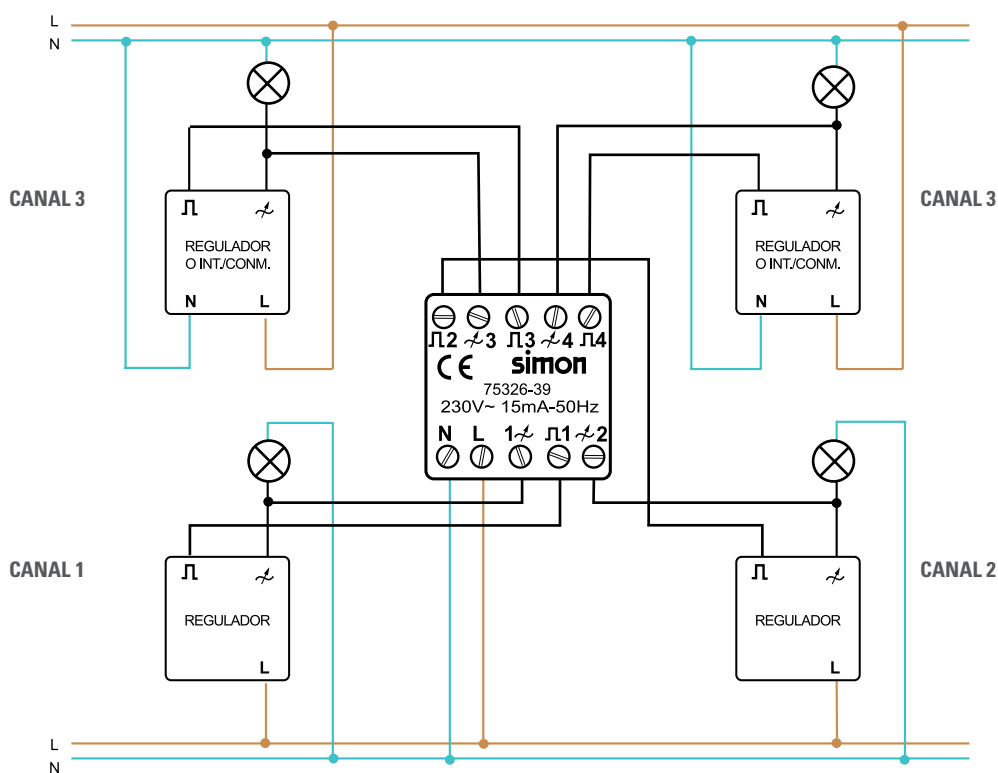 L
N
CANAL 3
CANAL 3
REGULADOR
O INT./CONM.
N L
REGULADOR
O INT./CONM.
N L
2 3 3 4 4
CE simon
75326-39
230V~ 15mA-50Hz
N L 1 1 2
CANAL 1
REGULADOR
L
CANAL 2
REGULADOR
L
L
N